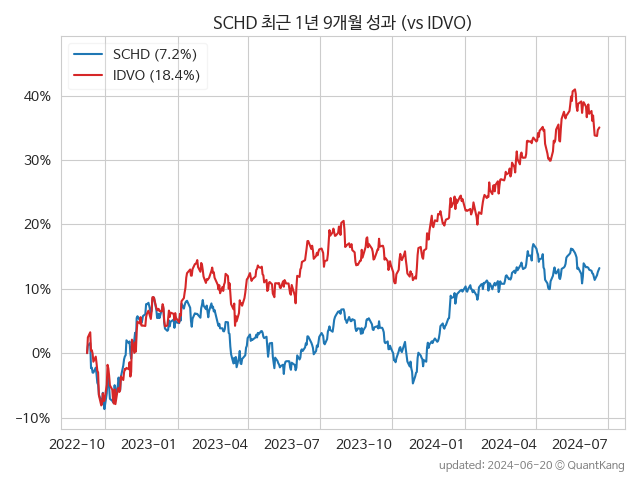 SCHD 최근 1년 9개월 성과 (vs IDVO)
SCHD (7.2%)
IDVO (18.4%)
40%
30%
20%
10%
0%
−10%
2022−10 2023−01 2023−04 2023−07 2023−10 2024−01 2024−04 2024−07
updated: 2024-06-20 © QuantKang